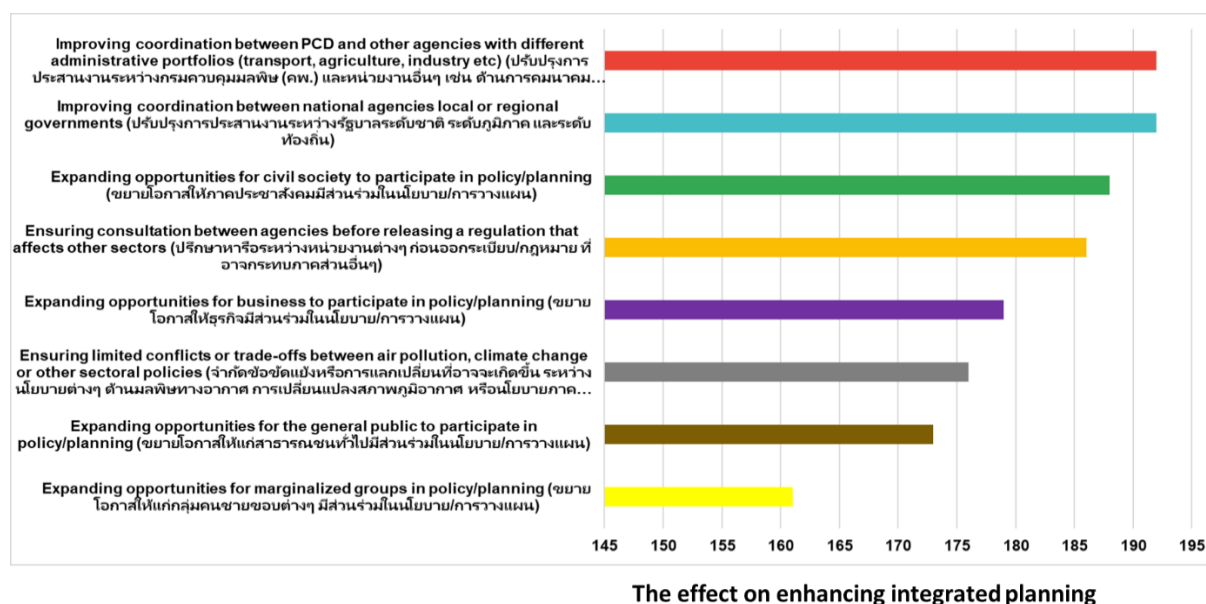 Improving coordination between PCD and other agencies with different
administrative portfolios (transport, agriculture, industry etc) (ปรับปรุงการ
ประสานงานระหว่างกรมควบคุมมลพิษ (คพ.) และหน่วยงานอื่นๆ เช่น ด้านการคมนาคม...
Improving coordination between national agencies local or regional
governments (ปรับปรุงการประสานงานระหว่างรัฐบาลระดับชาติ ระดับภูมิภาค และระดับ
ท้องถิ่น)
Expanding opportunities for civil society to participate in policy/planning
(ขยายโอกาสให้ภาคประชาสังคมมีส่วนร่วมในนโยบาย/การวางแผน)
Ensuring consultation between agencies before releasing a regulation that
affects other sectors (ปรึกษาหารือระหว่างหน่วยงานต่างๆ ก่อนออกระเบียบ/กฎหมาย ที่
อาจกระทบภาคส่วนอื่นๆ)
Expanding opportunities for business to participate in policy/planning (ขยาย
โอกาสให้ธุรกิจมีส่วนร่วมในนโยบาย/การวางแผน)
Ensuring limited conflicts or trade-offs between air pollution, climate change
or other sectoral policies (จำกัดข้อขัดแย้งหรือการแลกเปลี่ยนที่อาจจะเกิดขึ้น ระหว่าง
นโยบายต่างๆ ด้านมลพิษทางอากาศ การเปลี่ยนแปลงสภาพภูมิอากาศ หรือนโยบายภาค...
Expanding opportunities for the general public to participate in
policy/planning (ขยายโอกาสให้แก่สาธารณชนทั่วไปมีส่วนร่วมในนโยบาย/การวางแผน)
Expanding opportunities for marginalized groups in policy/planning (ขยาย
โอกาสให้แก่กลุ่มคนชายขอบต่างๆ มีส่วนร่วมในนโยบาย/การวางแผน)
145 150 155 160 165 170 175 180 185 190 195
The effect on enhancing integrated planning